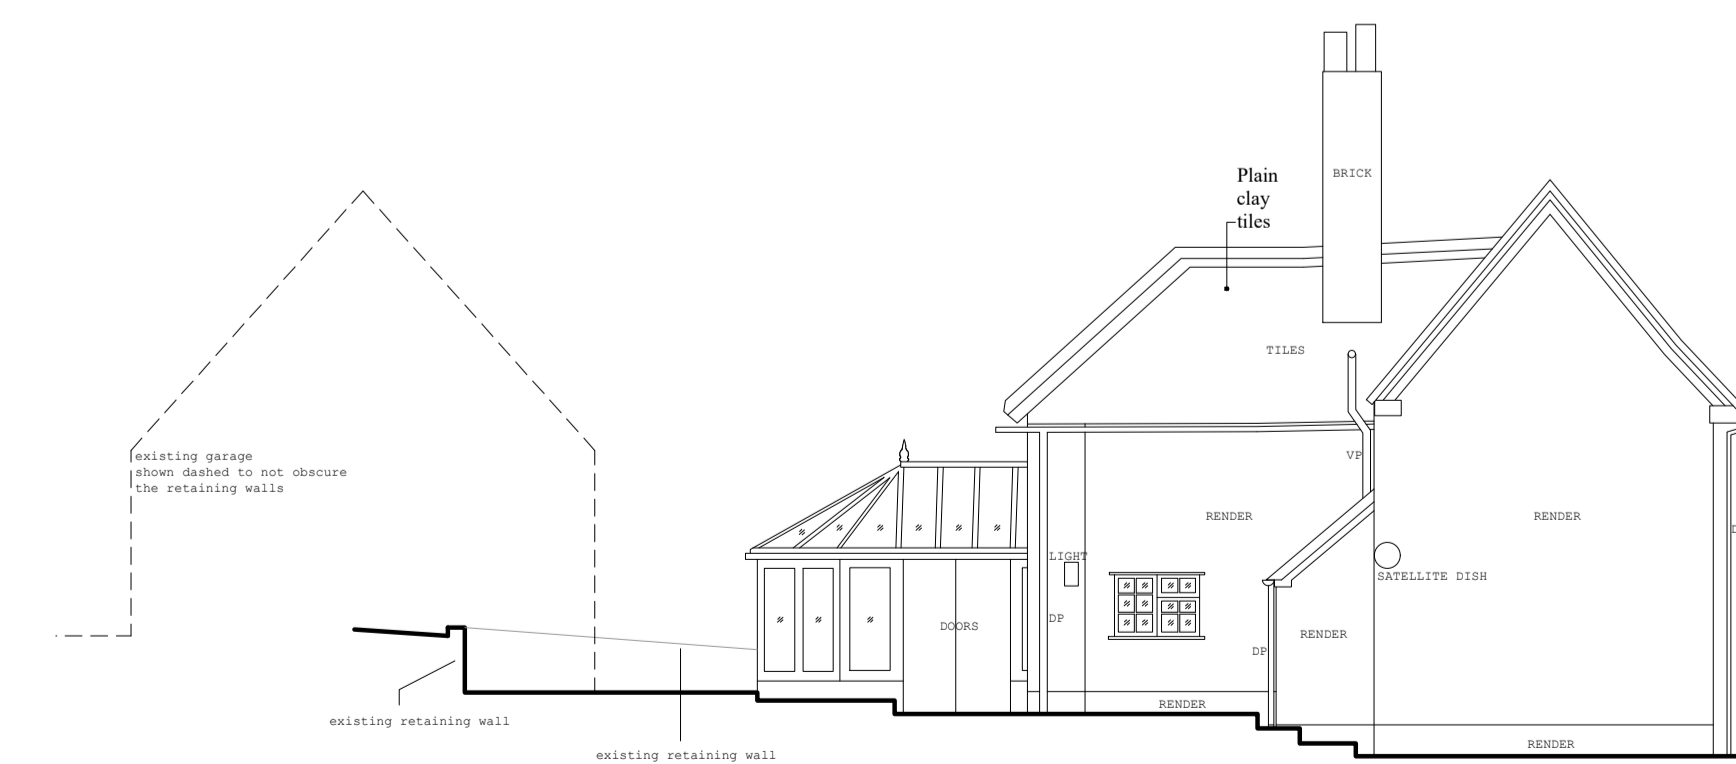 Plain
clay
tiles
BRICK
TILES
existing garage
shown dashed to not obscure
the retaining walls
VP
RENDER
RENDER
LIGHT
SATELLITE DISH
DP
DOORS
RENDER
DP
RENDER
existing retaining wall
RENDER
existing retaining wall